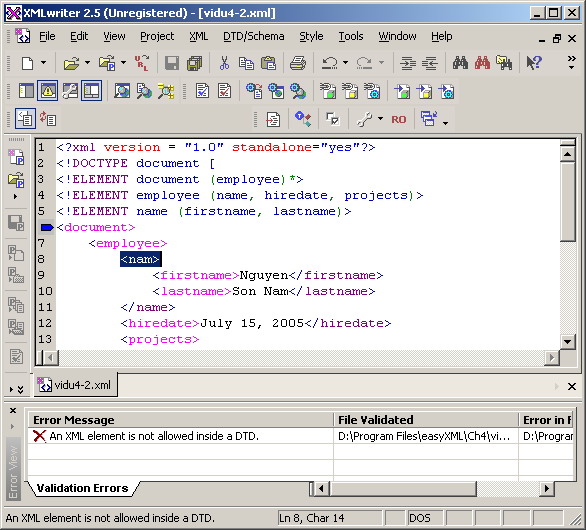 XMLwriter 2.5 (Unregistered) - [vidu4-2.xml]
File Edit View Project XML DTD/Schema Style Tools Window Help
URL
RO
1 <?xml version = "1.0" standalone="yes"?>
2 <!DOCTYPE document [
3 <!ELEMENT document (employee)*>
4 <!ELEMENT employee (name, hiredate, projects)>
5 <!ELEMENT name (firstname, lastname)>
<document>
7 <employee>
8 <nam>
9 <firstname>Nguyen</firstname>
10 <lastname>Son Nam</lastname>
11 </name>
12 <hiredate>July 15, 2005</hiredate>
13 <projects>
vidu4-2.xml
Error Message File Validated Error in F
An XML element is not allowed inside a DTD. D:\Program Files\easyXML\Ch4\vi... D:\Program
Error View
Validation Errors
An XML element is not allowed inside a DTD. Ln 8, Char 14 DOS